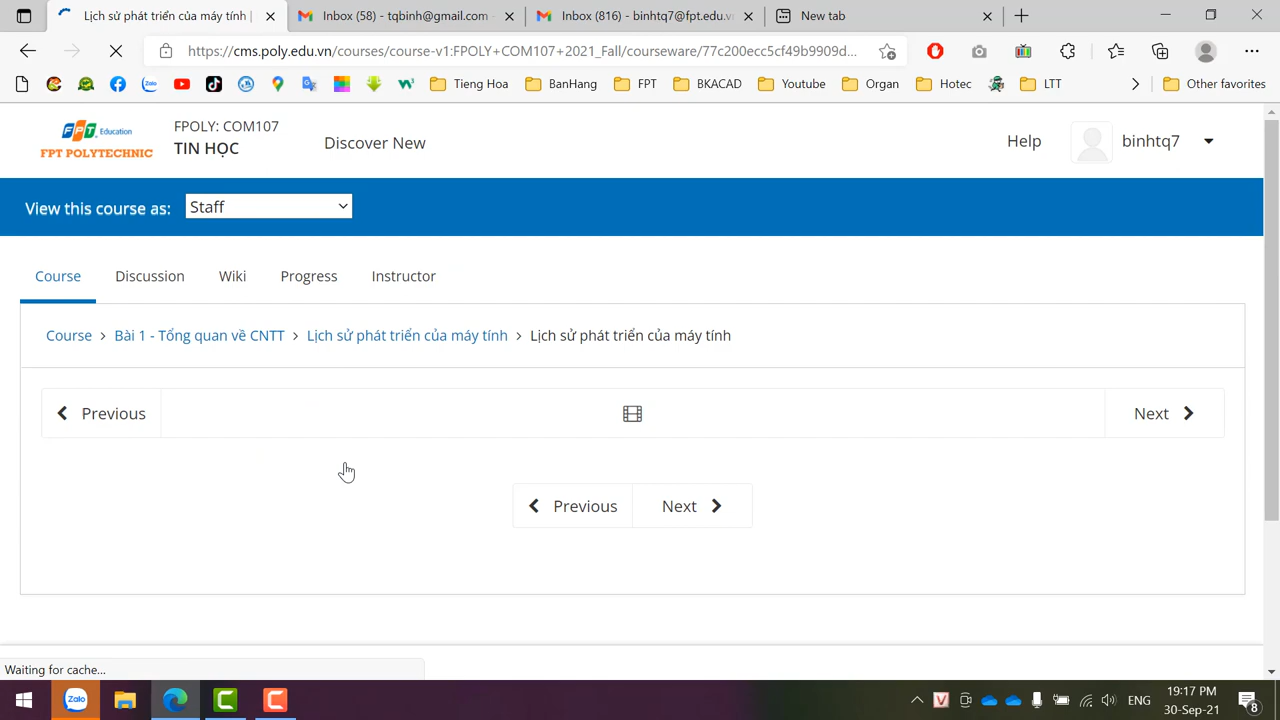 Lịch sử phát triển của máy tính |
Inbox (58) - tqbinh@gmail.com -
Inbox (816) - binhtq7@fpt.edu.v
New tab
https://cms.poly.edu.vn/courses/course-v1:FPOLY+COM107+2021_Fall/courseware/77c200ecc5cf49b9909d...
Zalo
Tieng Hoa
BanHang
FPT
BKACAD
Youtube
Organ
Hotec
LTT
Other favorites
FPT Education
FPT POLYTECHNIC
FPOLY: COM107
TIN HỌC
Discover New
Help
binhtq7
View this course as:
Staff
Course
Discussion
Wiki
Progress
Instructor
Course > Bài 1 - Tổng quan về CNTT > Lịch sử phát triển của máy tính > Lịch sử phát triển của máy tính
Previous
Next
Previous
Next
Waiting for cache...
Zalo
ENG
19:17 PM
30-Sep-21
8